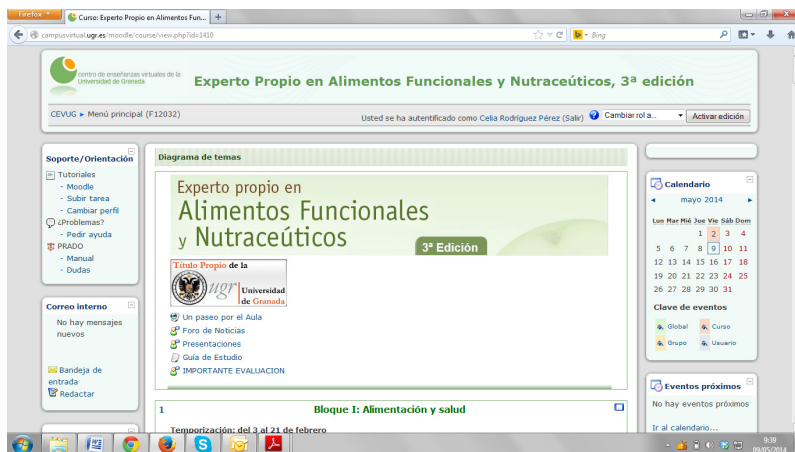 Firefox
Curso: Experto Propio en Alimentos Fun...
campusvirtual.ugr.es/moodle/course/view.php?id=1410
Bing
centro de enseñanzas virtuales de la
Universidad de Granada
Experto Propio en Alimentos Funcionales y Nutraceúticos, 3ª edición
CEVUG ► Menú principal (F12032)
Usted se ha autentificado como Celia Rodríguez Pérez (Salir)
Cambiar rol a...
Activar edición
Soporte/Orientación
Tutoriales
- Moodle
- Subir tarea
- Cambiar perfil
¿Problemas?
- Pedir ayuda
PRADO
- Manual
- Dudas
Correo interno
No hay mensajes
nuevos
Bandeja de
entrada
Redactar
Diagrama de temas
Experto propio en
Alimentos Funcionales
y Nutraceúticos
3ª Edición
Título Propio de la
ugr
Universidad
de Granada
Un paseo por el Aula
Foro de Noticias
Presentaciones
Guía de Estudio
IMPORTANTE EVALUACION
1
Bloque I: Alimentación y salud
Temporización: del 3 al 21 de febrero
Calendario
◄ mayo 2014 ►
Lun Mar Mié Jue Vie Sáb Dom
1 2 3 4
5 6 7 8 9 10 11
12 13 14 15 16 17 18
19 20 21 22 23 24 25
26 27 28 29 30 31
Clave de eventos
Global Curso
Grupo Usuario
Eventos próximos
No hay eventos próximos
Ir al calendario...
9:39
09/05/2014